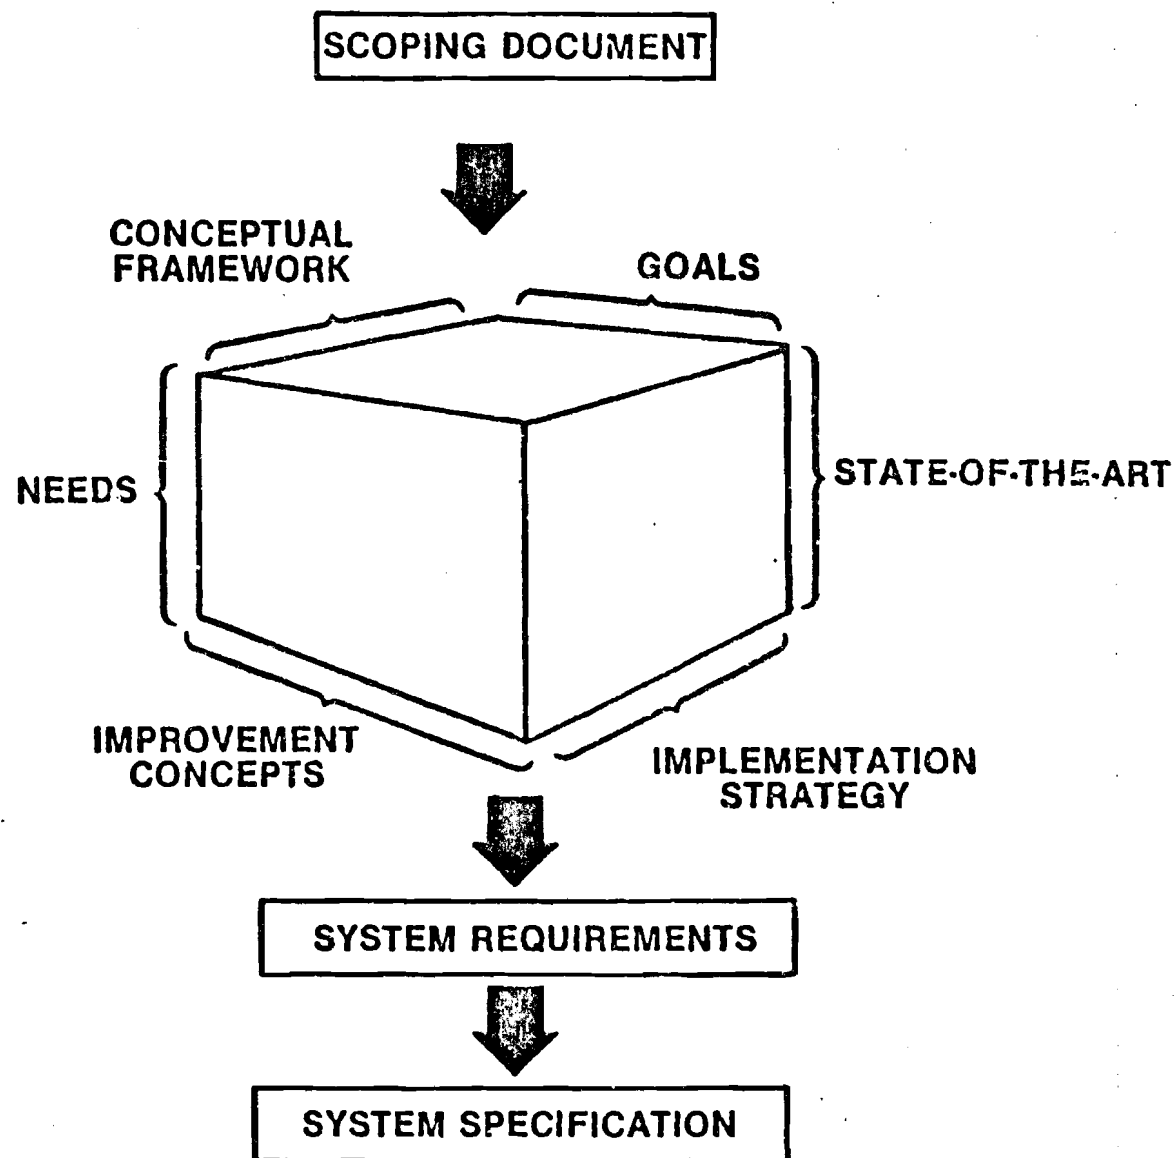 SCOPING DOCUMENT
CONCEPTUAL
FRAMEWORK
GOALS
NEEDS
STATE-OF-THE-ART
IMPROVEMENT
CONCEPTS
IMPLEMENTATION
STRATEGY
SYSTEM REQUIREMENTS
SYSTEM SPECIFICATION